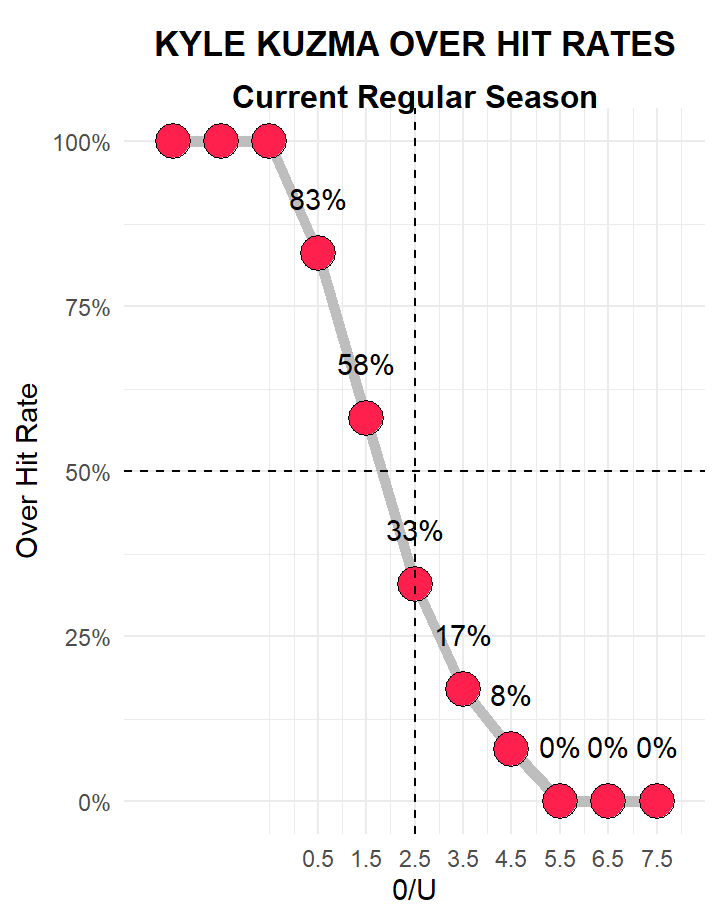 KYLE KUZMA OVER HIT RATES
Current Regular Season
100%
83%
75%
58%
50%
Over Hit Rate
33%
25%
17%
8%
0% 0% 0%
0%
0.5 1.5 2.5 3.5 4.5 5.5 6.5 7.5
0/U